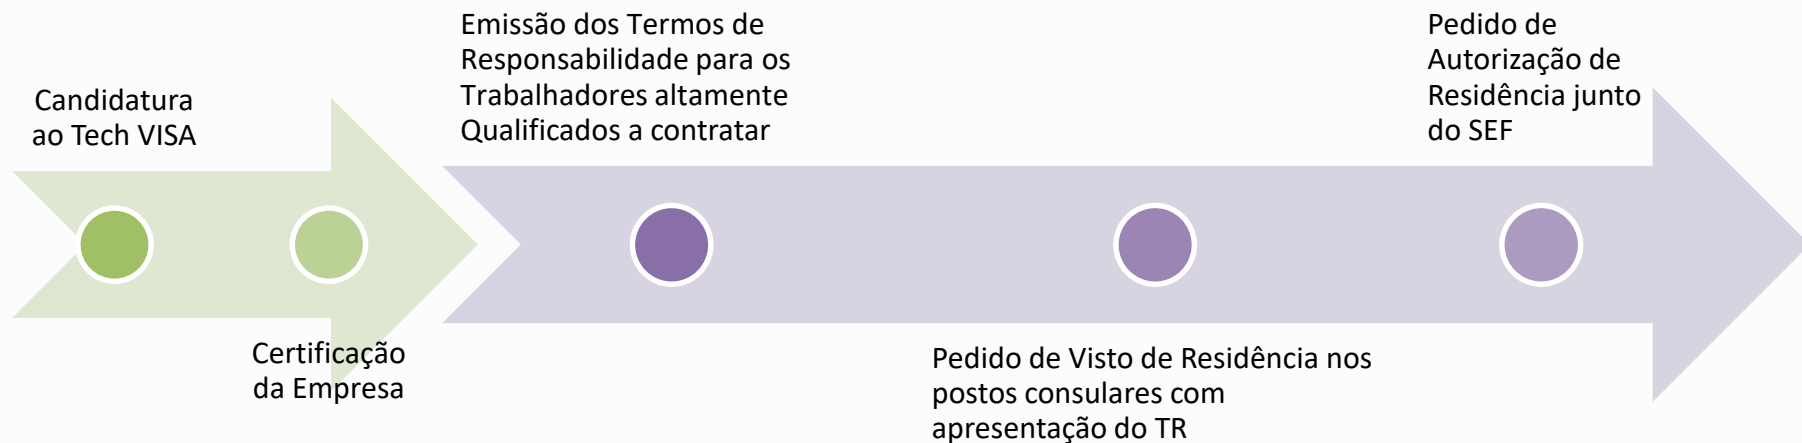 Candidatura
ao Tech VISA
Certificação
da Empresa
Emissão dos Termos de
Responsabilidade para os
Trabalhadores altamente
Qualificados a contratar
Pedido de Visto de Residência nos
postos consulares com
apresentação do TR
Pedido de
Autorização de
Residência junto
do SEF